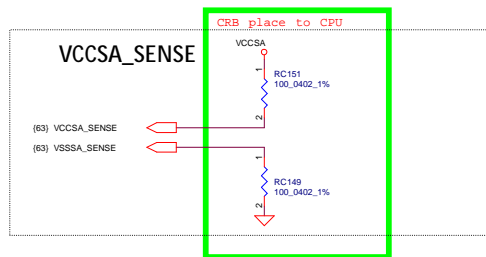 CRB place to CPU
VCCSA_SENSE
VCCSA
1
RC151
100_0402_1%
2
{63} VCCSA_SENSE
{63} VSSSA_SENSE
1
RC149
100_0402_1%
2